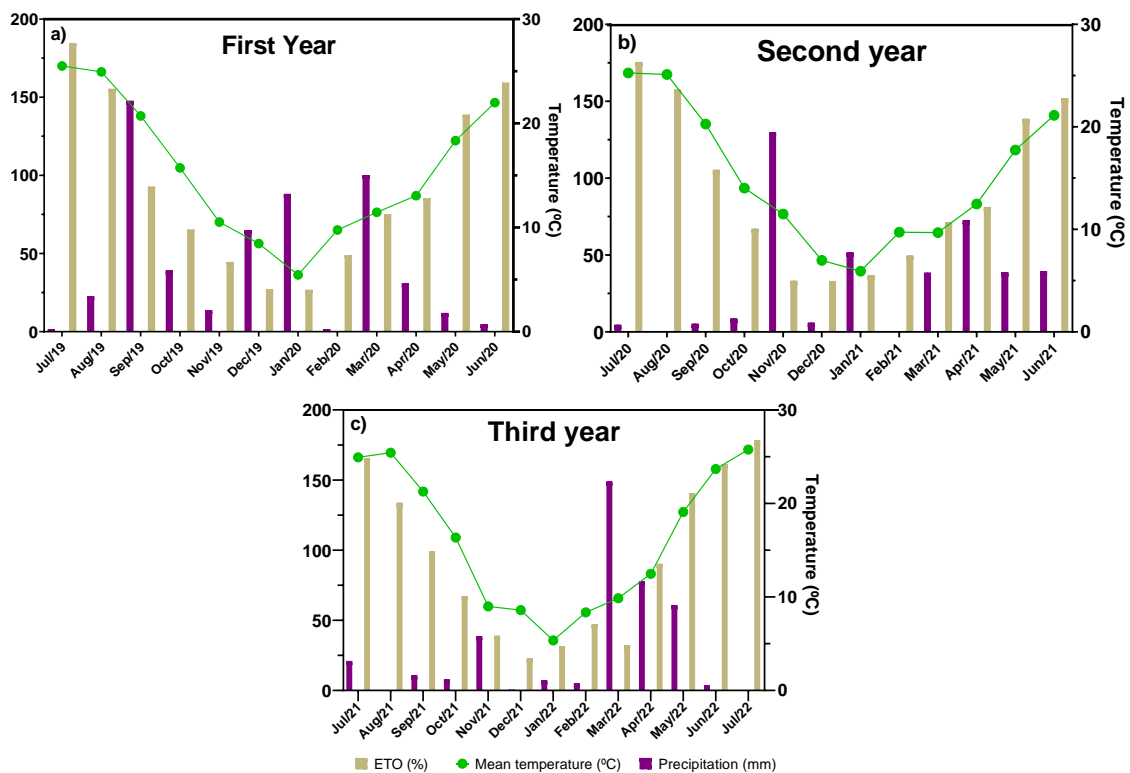 a)
First Year
200
150
100
50
0
30
20
10
0
Temperature (ºC)
Jul/19
Aug/19
Sep/19
Oct/19
Nov/19
Dec/19
Jan/20
Feb/20
Mar/20
Apr/20
May/20
Jun/20
b)
Second year
200
150
100
50
0
30
20
10
0
Temperature (ºC)
Jul/20
Aug/20
Sep/20
Oct/20
Nov/20
Dec/20
Jan/21
Feb/21
Mar/21
Apr/21
May/21
Jun/21
c)
Third year
200
150
100
50
0
30
20
10
0
Temperature (ºC)
Jul/21
Aug/21
Sep/21
Oct/21
Nov/21
Dec/21
Jan/22
Feb/22
Mar/22
Apr/22
May/22
Jun/22
Jul/22
ETO (%) Mean temperature (ºC) Precipitation (mm)